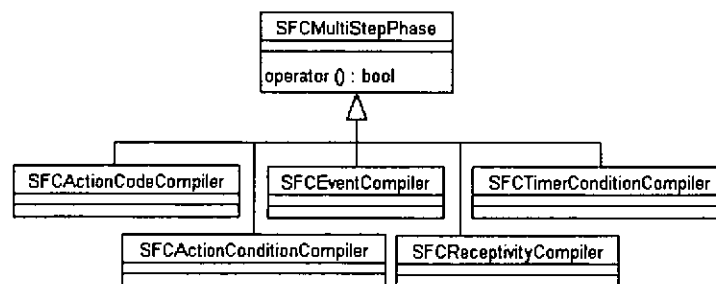 SFCMultiStepPhase
operator () : bool
SFCActionCodeCompiler
SFCEventCompiler
SFCTimerConditionCompiler
SFCActionConditionCompiler
SFCReceptivityCompiler